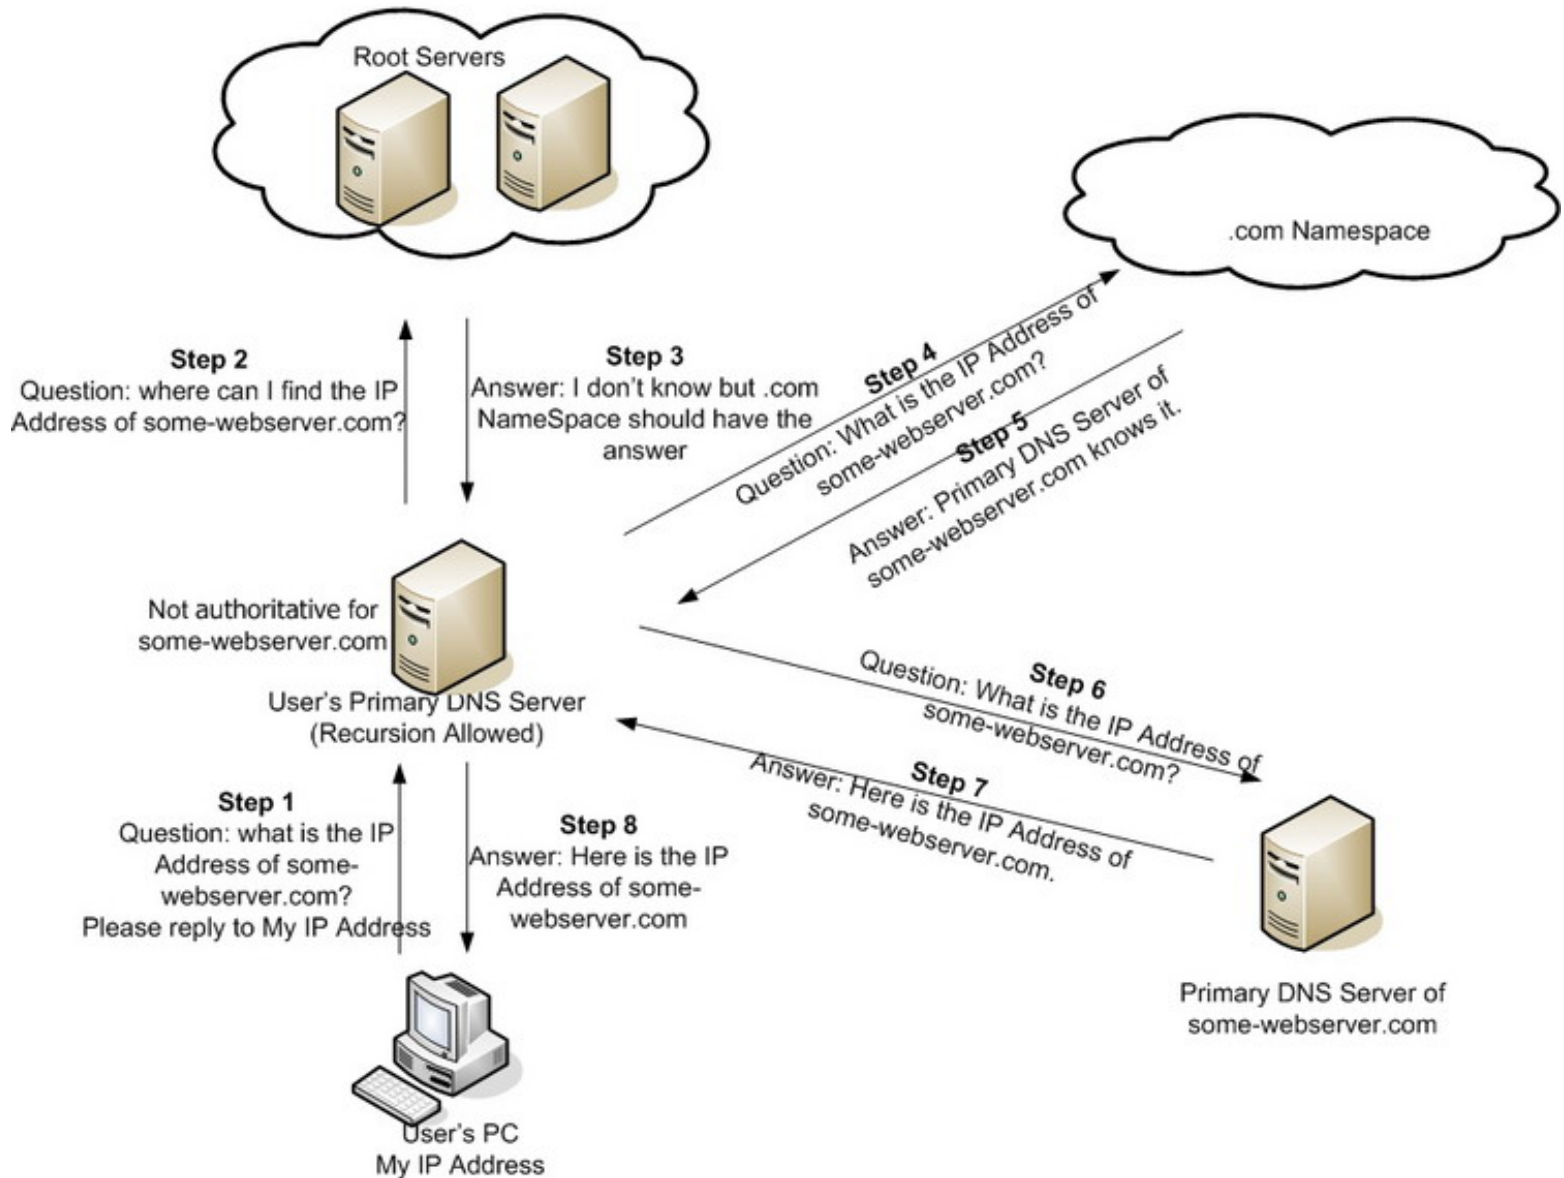 Root Servers
.com Namespace
Step 2
Question: where can I find the IP
Address of some-webserver.com?
Step 3
Answer: I don't know but .com
NameSpace should have the
answer
Step 4
Question: What is the IP Address of
some-webserver.com?
Step 5
Answer: Primary DNS Server of
some-webserver.com knows it.
Not authoritative for
some-webserver.com
User's Primary DNS Server
(Recursion Allowed)
Step 6
Question: What is the IP Address of
some-webserver.com?
Step 7
Answer: Here is the IP Address of
some-webserver.com.
Step 1
Question: what is the IP
Address of some-
webserver.com?
Please reply to My IP Address
Step 8
Answer: Here is the IP
Address of some-
webserver.com
Primary DNS Server of
some-webserver.com
User's PC
My IP Address